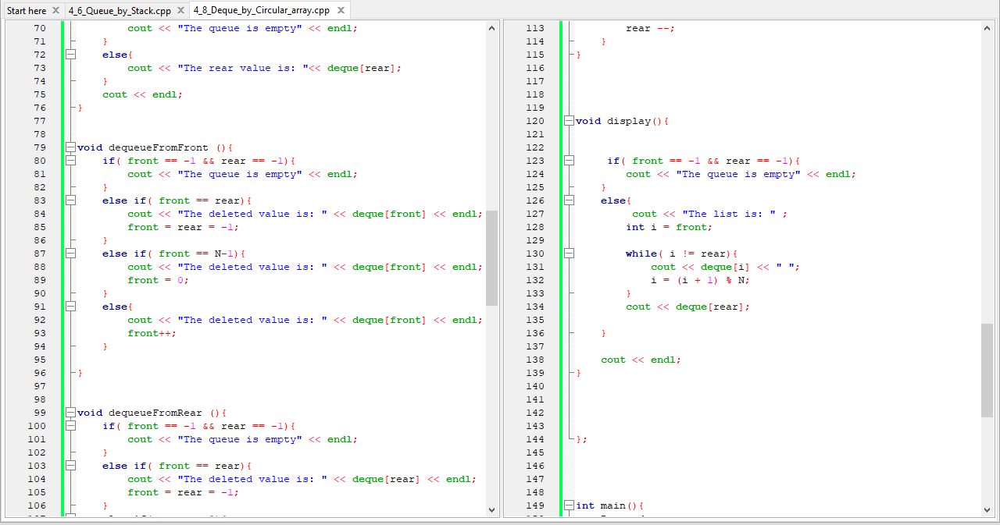 Start here X 4_6_Queue_by_Stack.cpp X 4_8_Deque_by_Circular_array.cpp X
70 cout << "The queue is empty" << endl;
71 }
72 else{
73 cout << "The rear value is: "<< deque[rear];
74 }
75 cout << endl;
76 }
77
78
79 void dequeueFromFront (){
80 if( front == -1 && rear == -1){
81 cout << "The queue is empty" << endl;
82 }
83 else if( front == rear){
84 cout << "The deleted value is: " << deque[front] << endl;
85 front = rear = -1;
86 }
87 else if( front == N-1){
88 cout << "The deleted value is: " << deque[front] << endl;
89 front = 0;
90 }
91 else{
92 cout << "The deleted value is: " << deque[front] << endl;
93 front++;
94 }
95
96 }
97
98
99 void dequeueFromRear (){
100 if( front == -1 && rear == -1){
101 cout << "The queue is empty" << endl;
102 }
103 else if( front == rear){
104 cout << "The deleted value is: " << deque[rear] << endl;
105 front = rear = -1;
106 }
113 rear --;
114 }
115 }
116
117
118
119
120 void display(){
121
122
123 if( front == -1 && rear == -1){
124 cout << "The queue is empty" << endl;
125 }
126 else{
127 cout << "The list is: " ;
128 int i = front;
129
130 while( i != rear){
131 cout << deque[i] << " ";
132 i = (i + 1) % N;
133 }
134 cout << deque[rear];
135
136 }
137
138 cout << endl;
139 }
140
141
142
143
144 };
145
146
147
148
149 int main(){